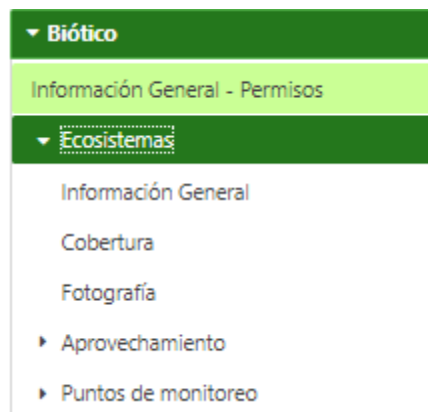 Biótico
Información General - Permisos
Ecosistemas
Información General
Cobertura
Fotografía
Aprovechamiento
Puntos de monitoreo